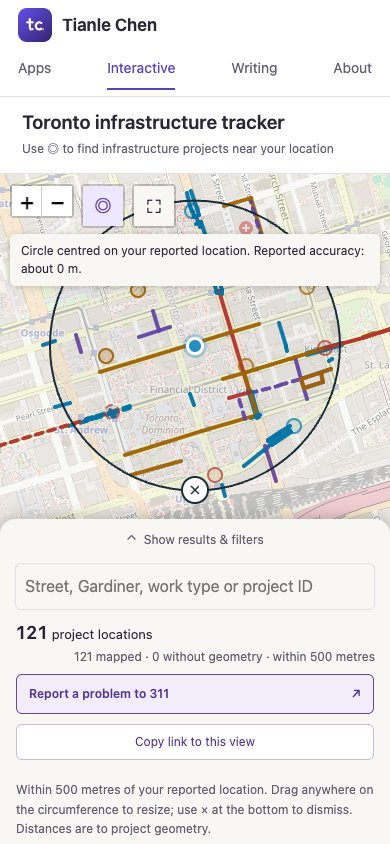 tc
Tianle Chen
Apps Interactive Writing About
Toronto infrastructure tracker
Use ◎ to find infrastructure projects near your location
+ −
Circle centred on your reported location. Reported accuracy:
about 0 m.
Osgoode
Financial District
Pearl Street
St. Andrew
Toronto
Dominion
The Esplan
×
Show results & filters
Street, Gardiner, work type or project ID
121 project locations
121 mapped · 0 without geometry · within 500 metres
Report a problem to 311 ↗
Copy link to this view
Within 500 metres of your reported location. Drag anywhere on
the circumference to resize; use × at the bottom to dismiss.
Distances are to project geometry.